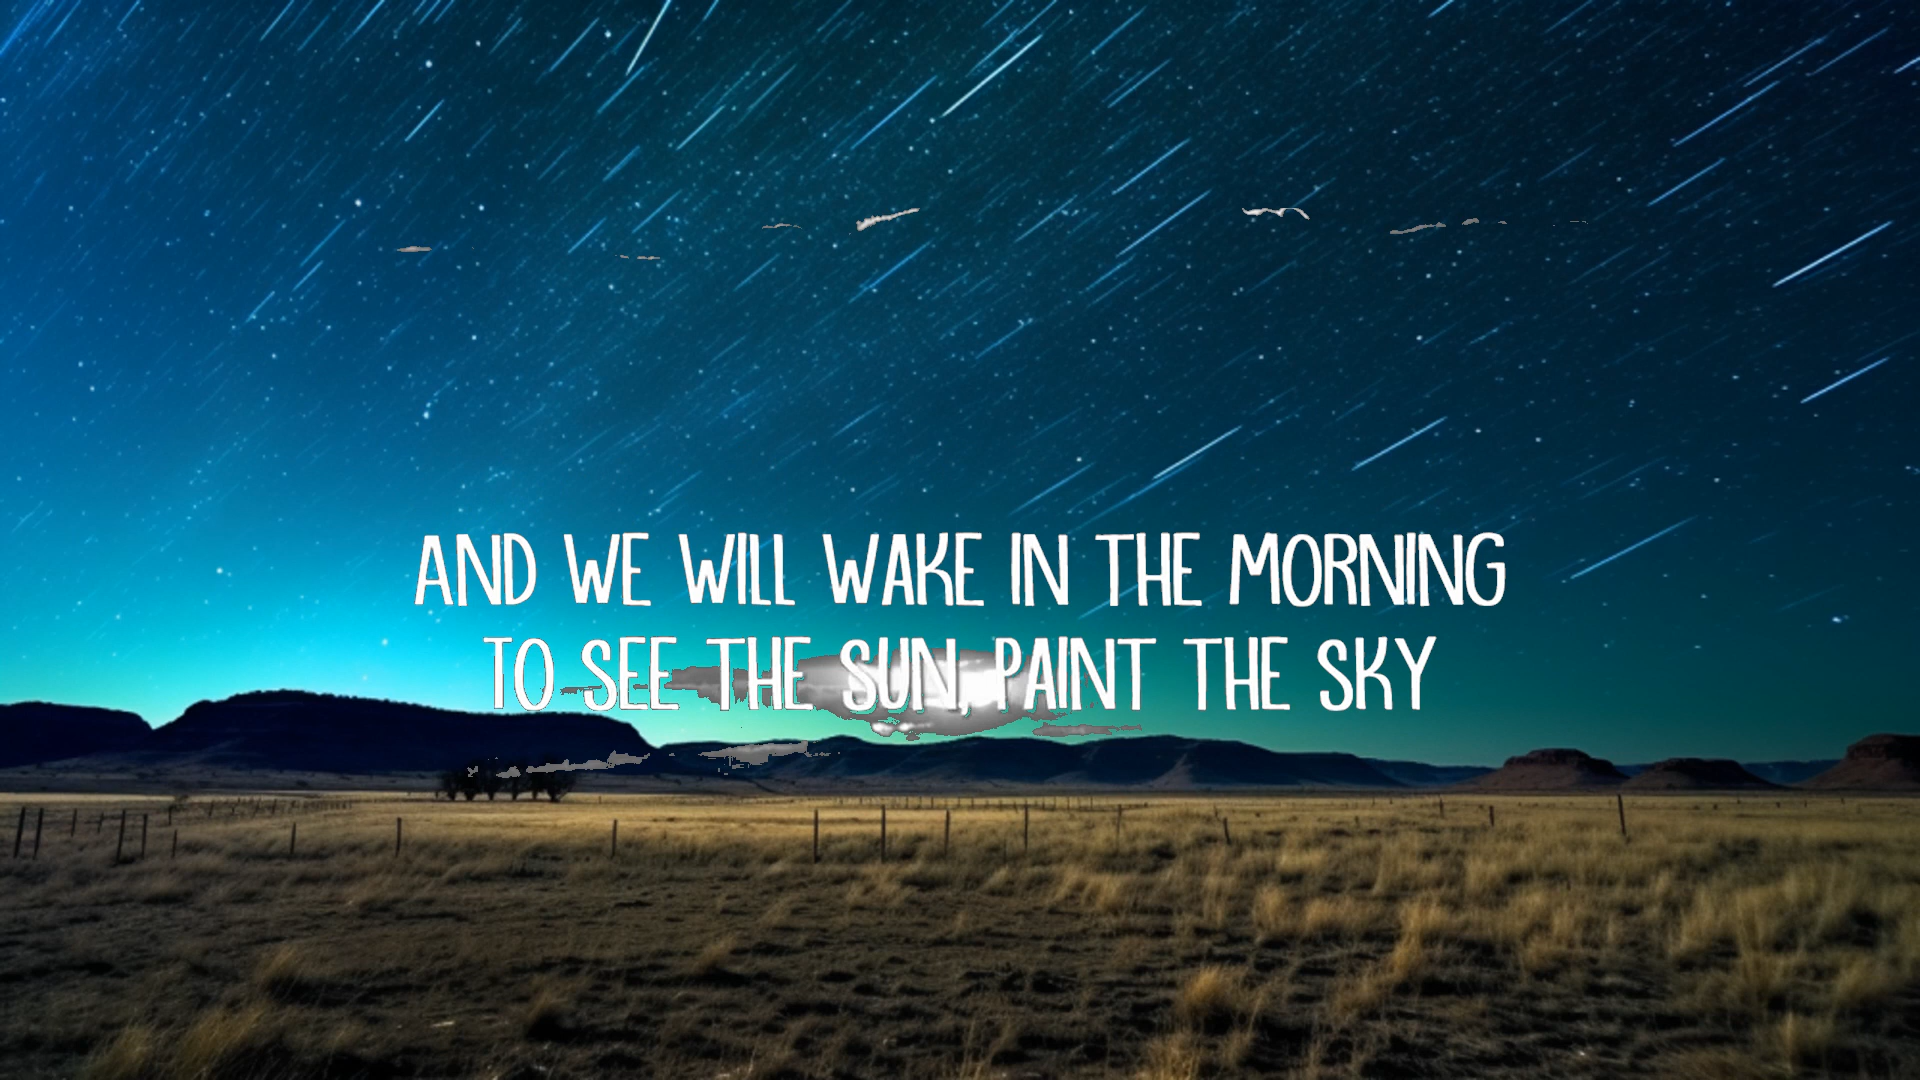 AND WE WILL WAKE IN THE MORNING
TO SEE THE SUN, PAINT THE SKY